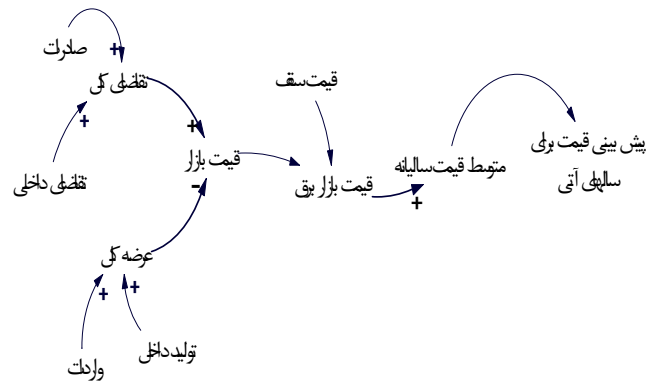 صادرات
+
تقاضای کل
+
تقاضای داخلی
+
قیمت بازار
-
قیمت سقف
قیمت بازار برق
متوسط قیمت سالیانه
+
پیش بینی قیمت برای
سالهای آتی
عرضه کل
+
+
تولید داخل
واردات